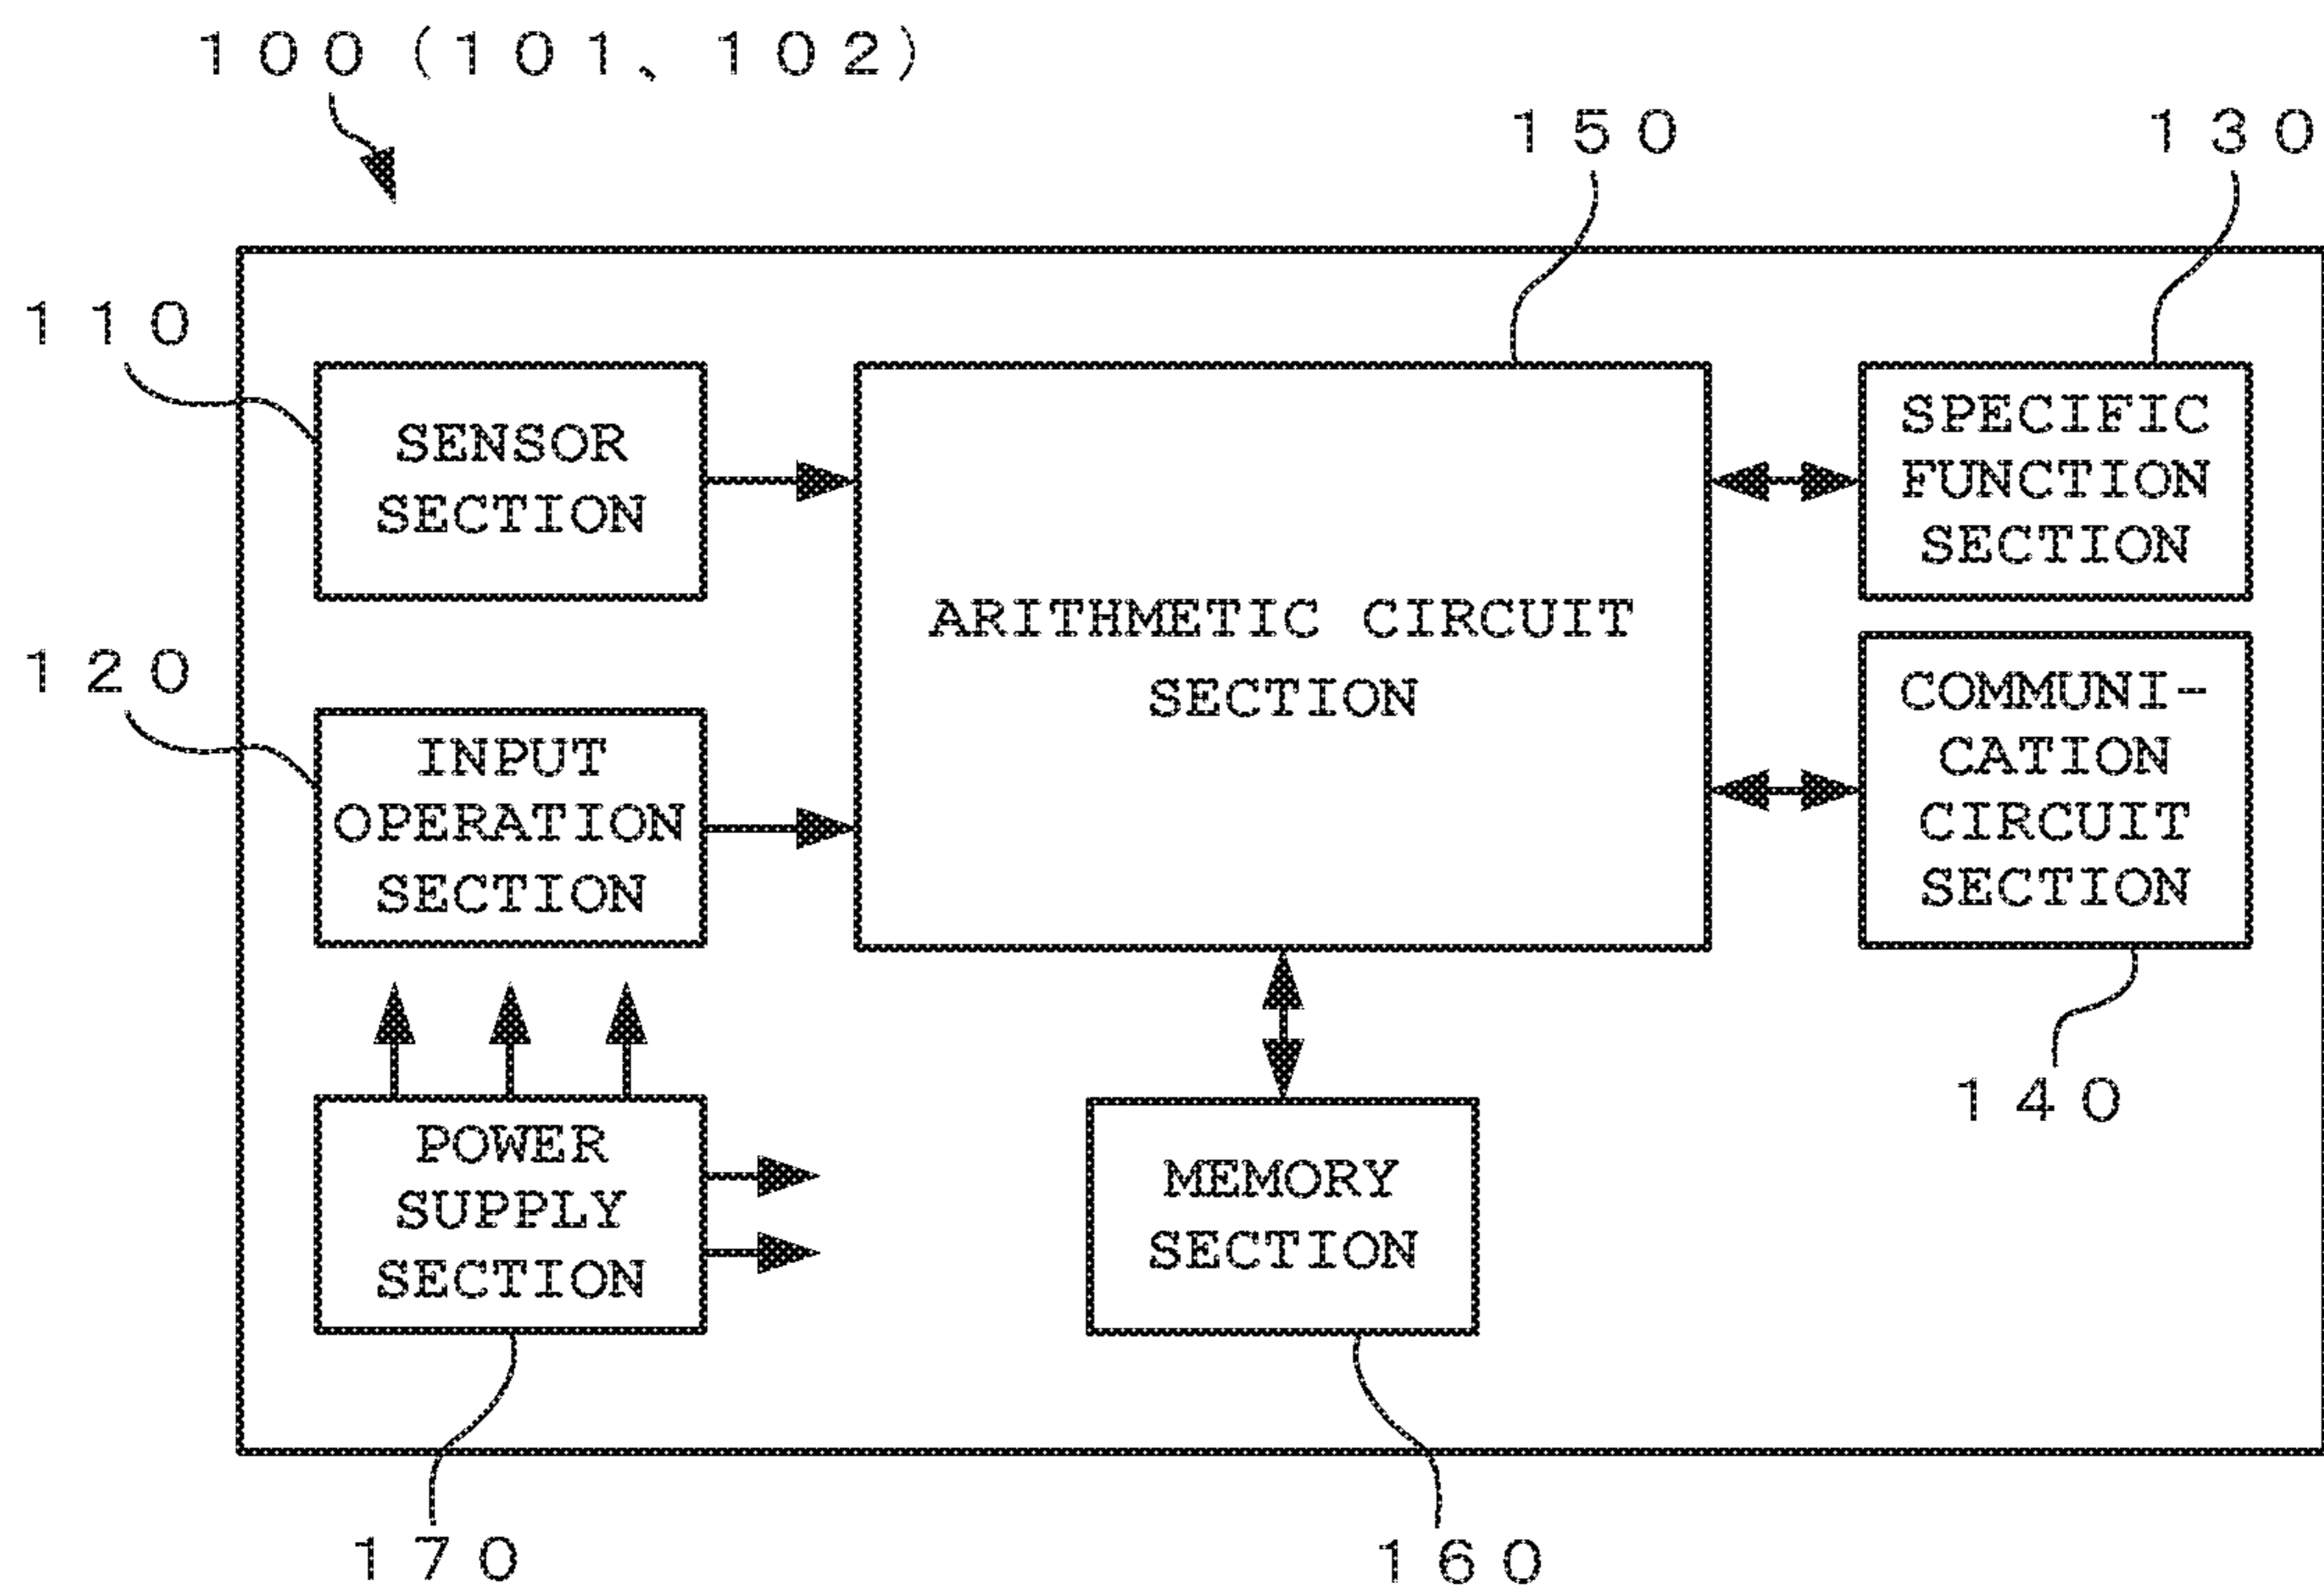 100(101、102)
150
130
110
SENSOR
SECTION
ARITHMETIC CIRCUIT
SECTION
SPECIFIC
FUNCTION
SECTION
120
INPUT
OPERATION
SECTION
COMMUNI-
CATION
CIRCUIT
SECTION
140
POWER
SUPPLY
SECTION
MEMORY
SECTION
170
160